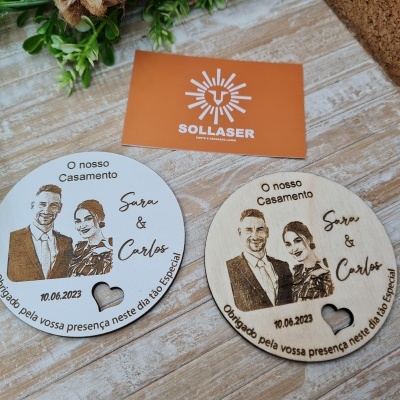 SOLLASER
O nosso
Casamento
Sara
&
Carlos
10.06.2023
Obrigado pela vossa presença neste dia tão Especial
O nosso
Casamento
Sara
&
Carlos
10.06.2023
Obrigado pela vossa presença neste dia tão Especial